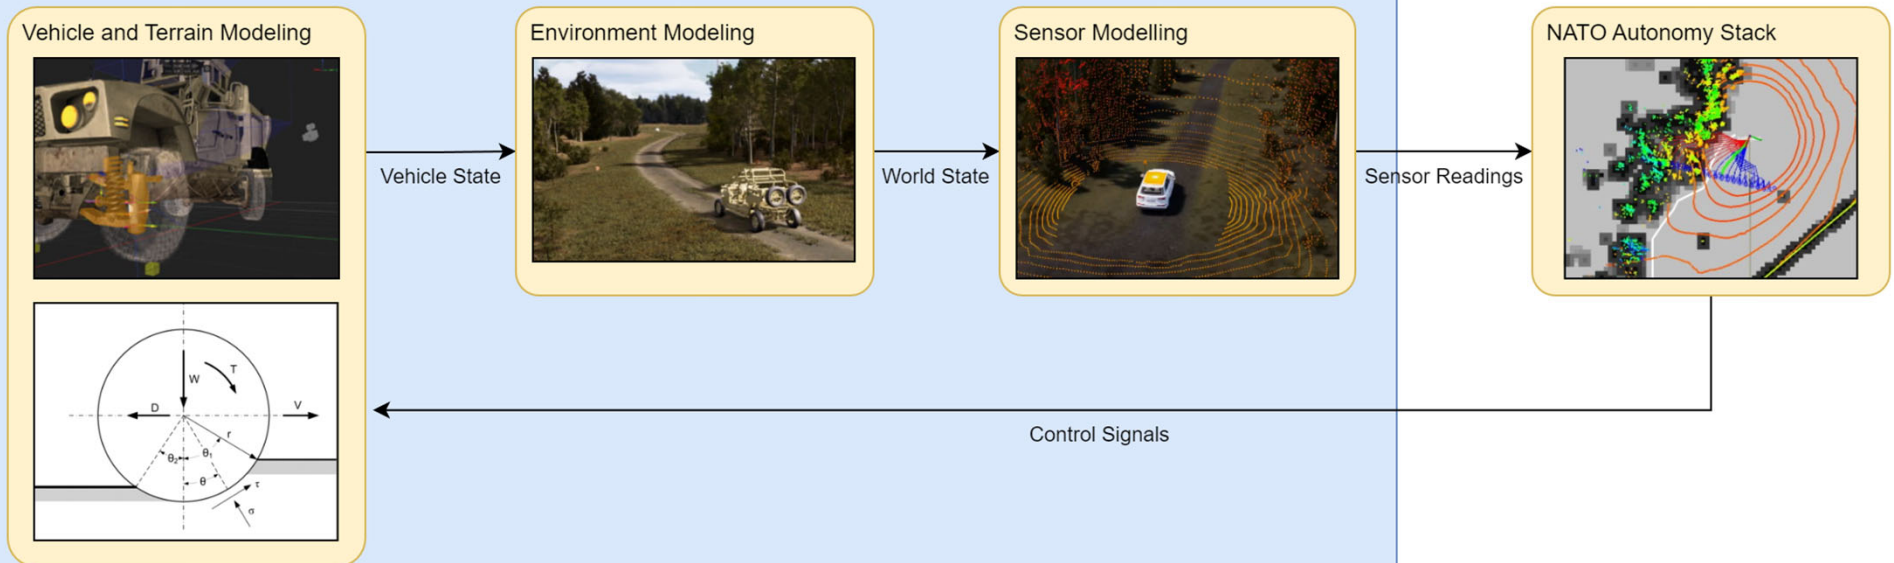 Vehicle and Terrain Modeling
Environment Modeling
Sensor Modelling
NATO Autonomy Stack
Vehicle State
World State
Sensor Readings
W
T
D
V
r
θ₂
θ₁
θ
τ
σ
Control Signals